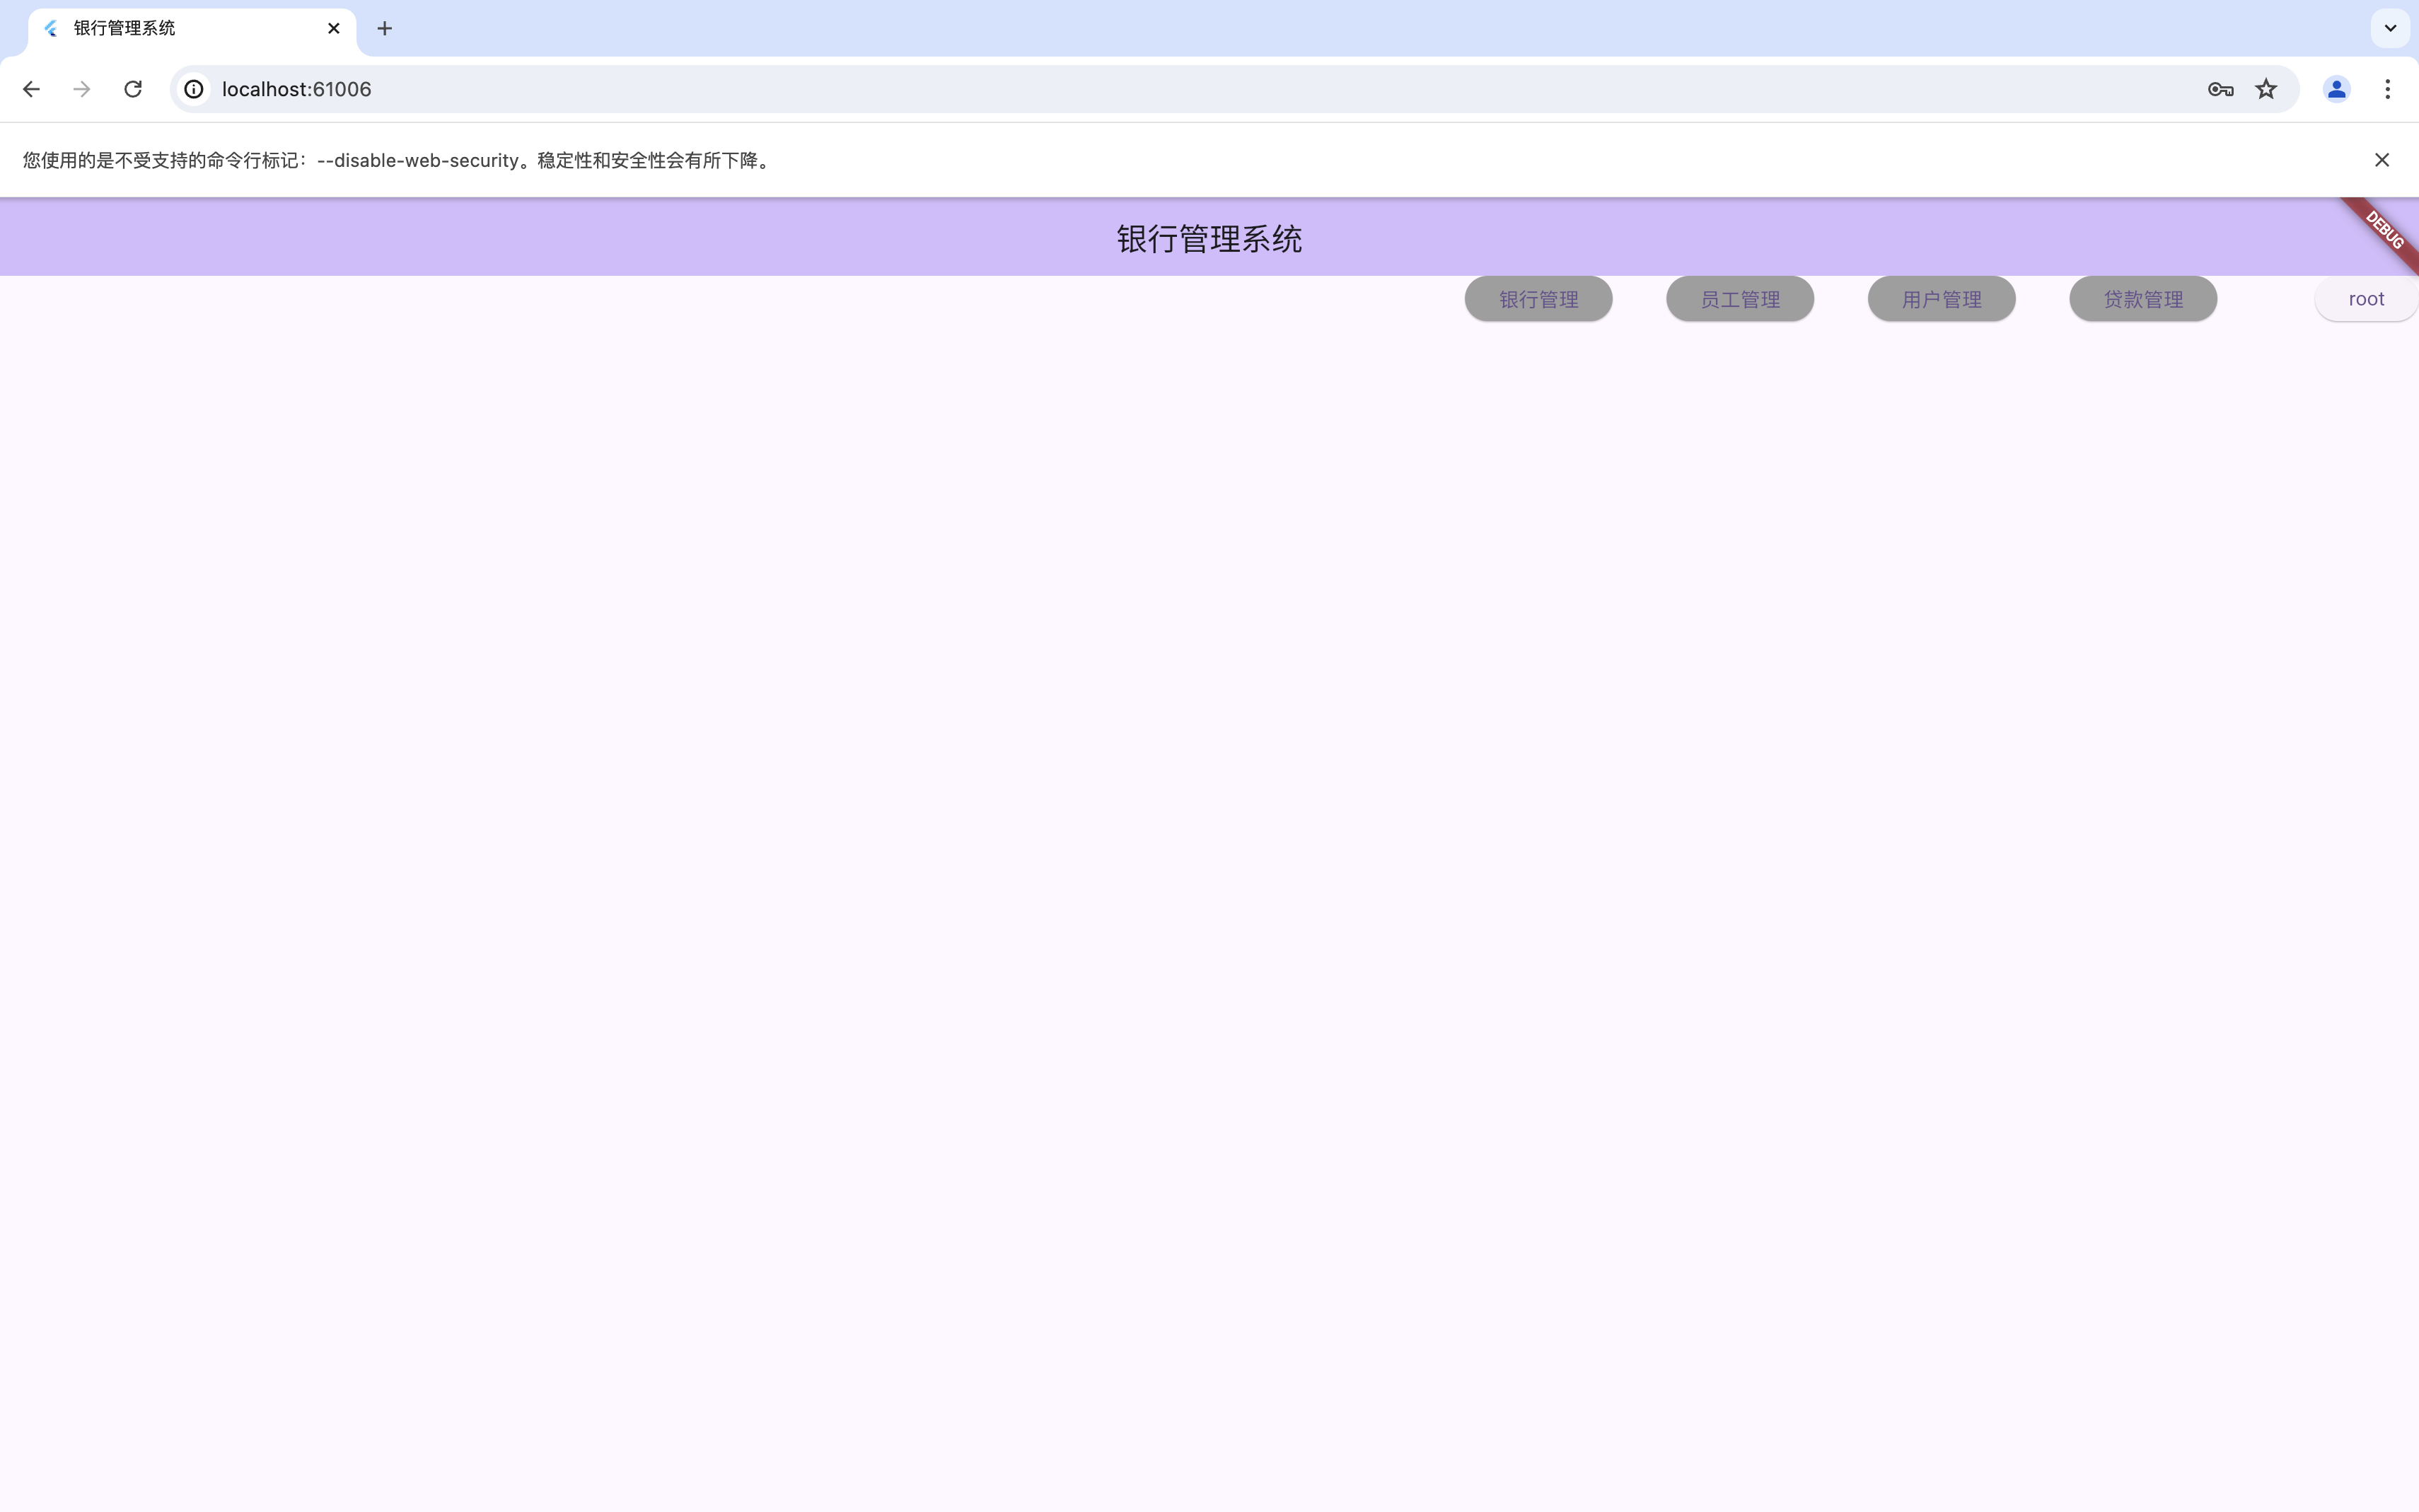 银行管理系统
localhost:61006
您使用的是不受支持的命令行标记：--disable-web-security。稳定性和安全性会有所下降。
银行管理系统
DEBUG
银行管理 员工管理 用户管理 贷款管理 root